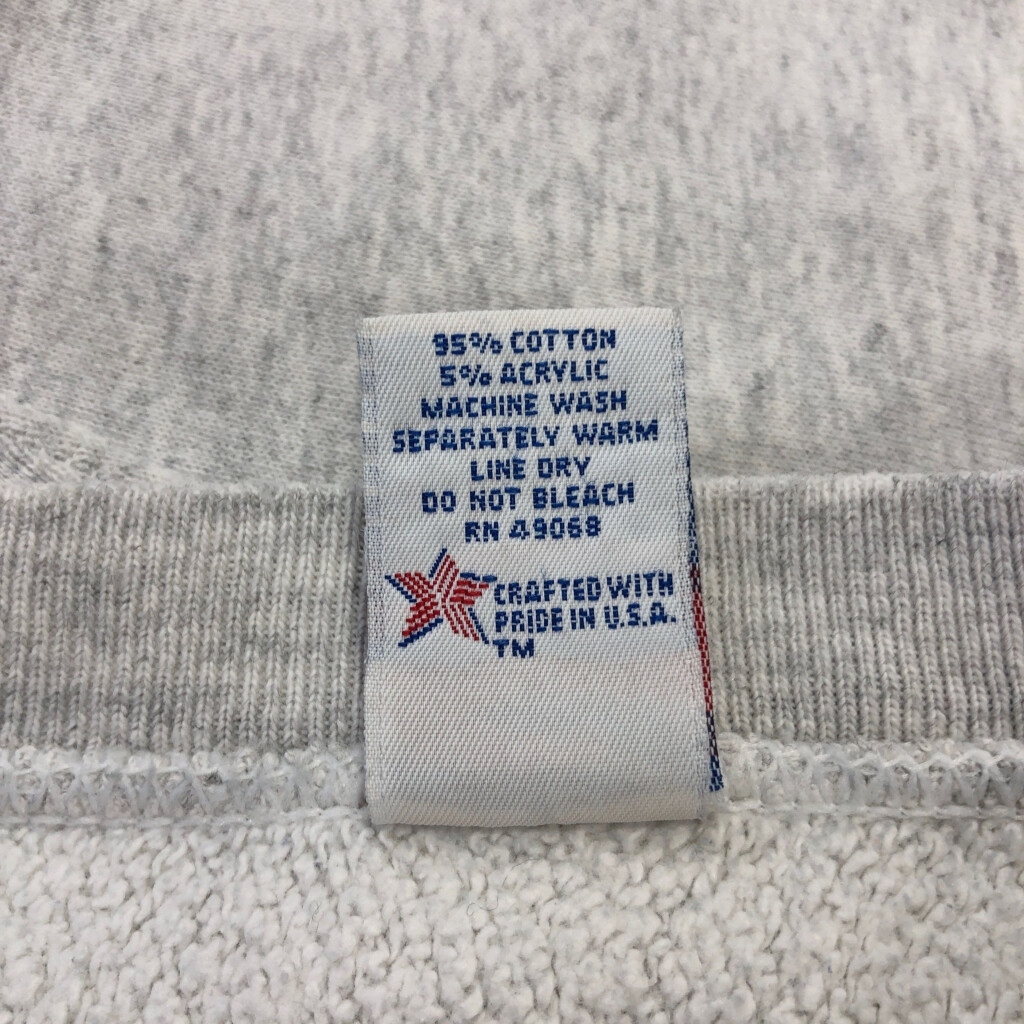 95% COTTON
5% ACRYLIC
MACHINE WASH
SEPARATELY WARM
LINE DRY
DO NOT BLEACH
RN 49068
CRAFTED WITH
PRIDE IN U.S.A.
TM